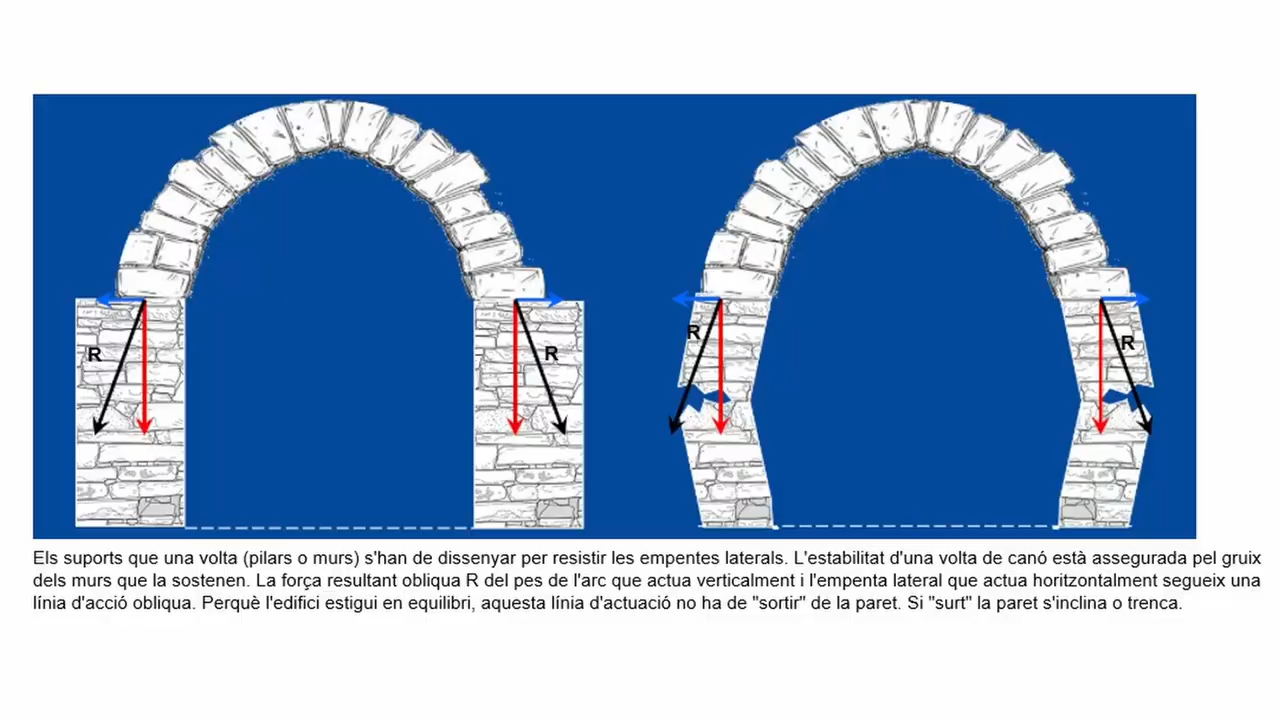 R
R
R
R
Els suports que una volta (pilars o murs) s'han de dissenyar per resistir les empentes laterals. L'estabilitat d'una volta de canó està assegurada pel gruix
dels murs que la sostenen. La força resultant obliqua R del pes de l'arc que actua verticalment i l'empenta lateral que actua horitzontalment segueix una
línia d'acció obliqua. Perquè l'edifici estigui en equilibri, aquesta línia d'actuació no ha de "sortir" de la paret. Si "surt" la paret s'inclina o trenca.